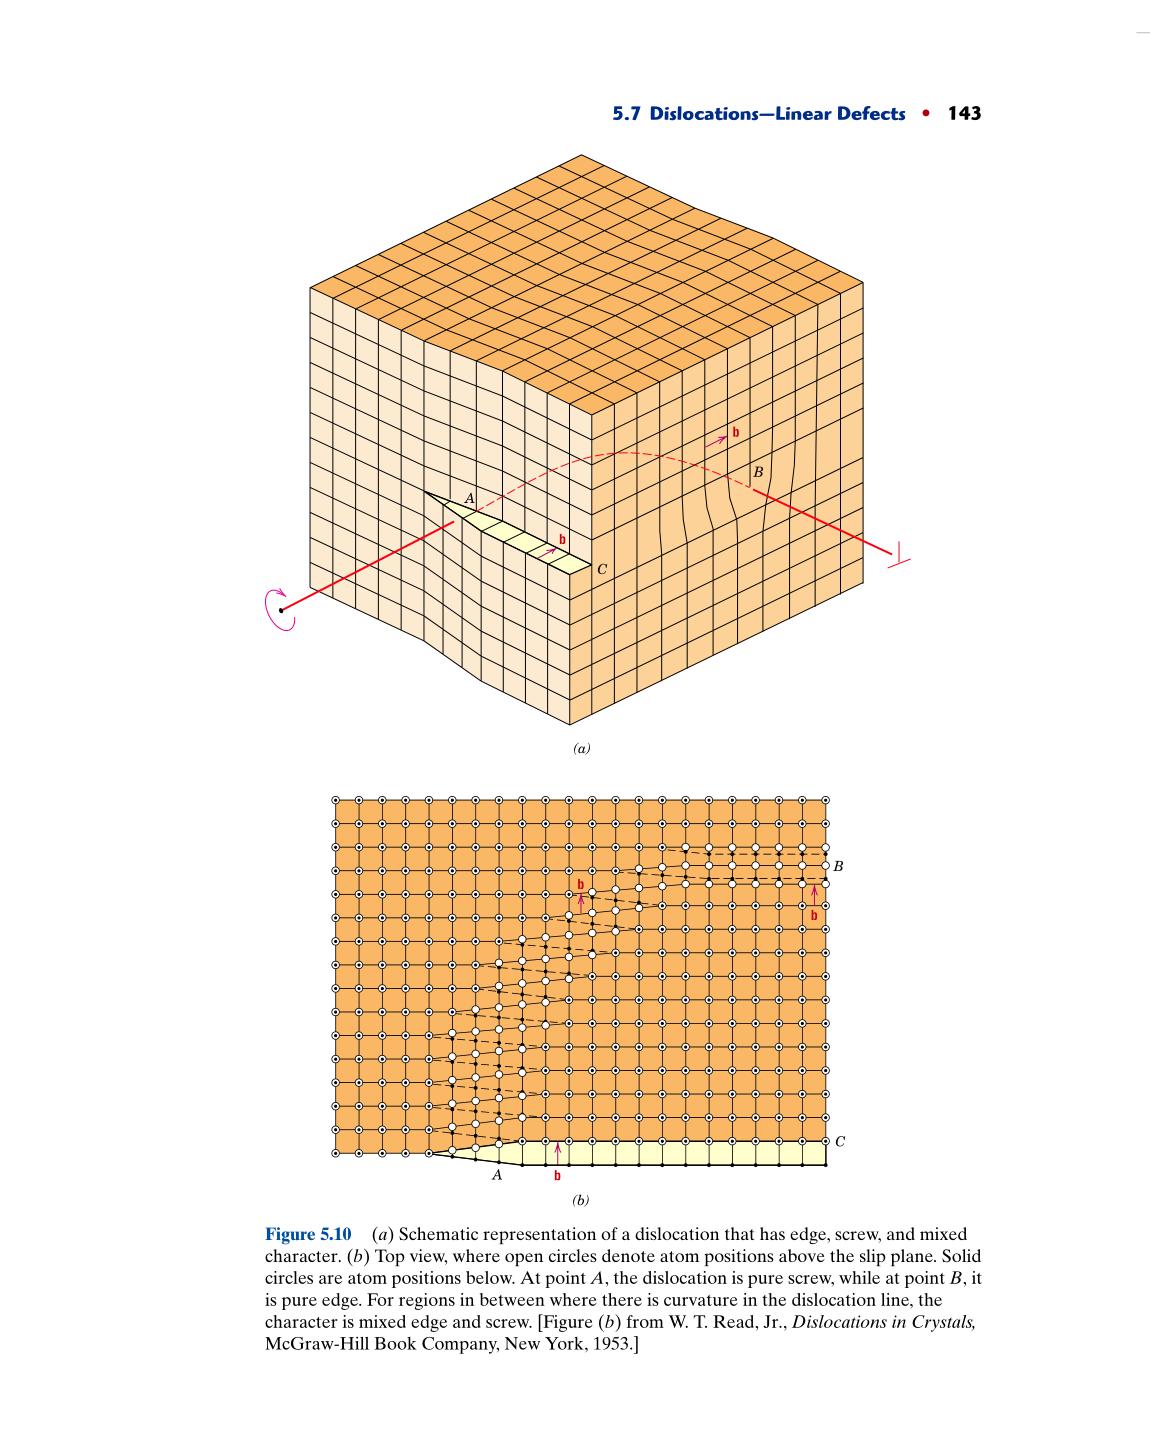 5.7 Dislocations—Linear Defects • 143
b
B
A
b
C
(a)
B
b
b
C
A
b
(b)
Figure 5.10 (a) Schematic representation of a dislocation that has edge, screw, and mixed
character. (b) Top view, where open circles denote atom positions above the slip plane. Solid
circles are atom positions below. At point A, the dislocation is pure screw, while at point B, it
is pure edge. For regions in between where there is curvature in the dislocation line, the
character is mixed edge and screw. [Figure (b) from W. T. Read, Jr., Dislocations in Crystals,
McGraw-Hill Book Company, New York, 1953.]